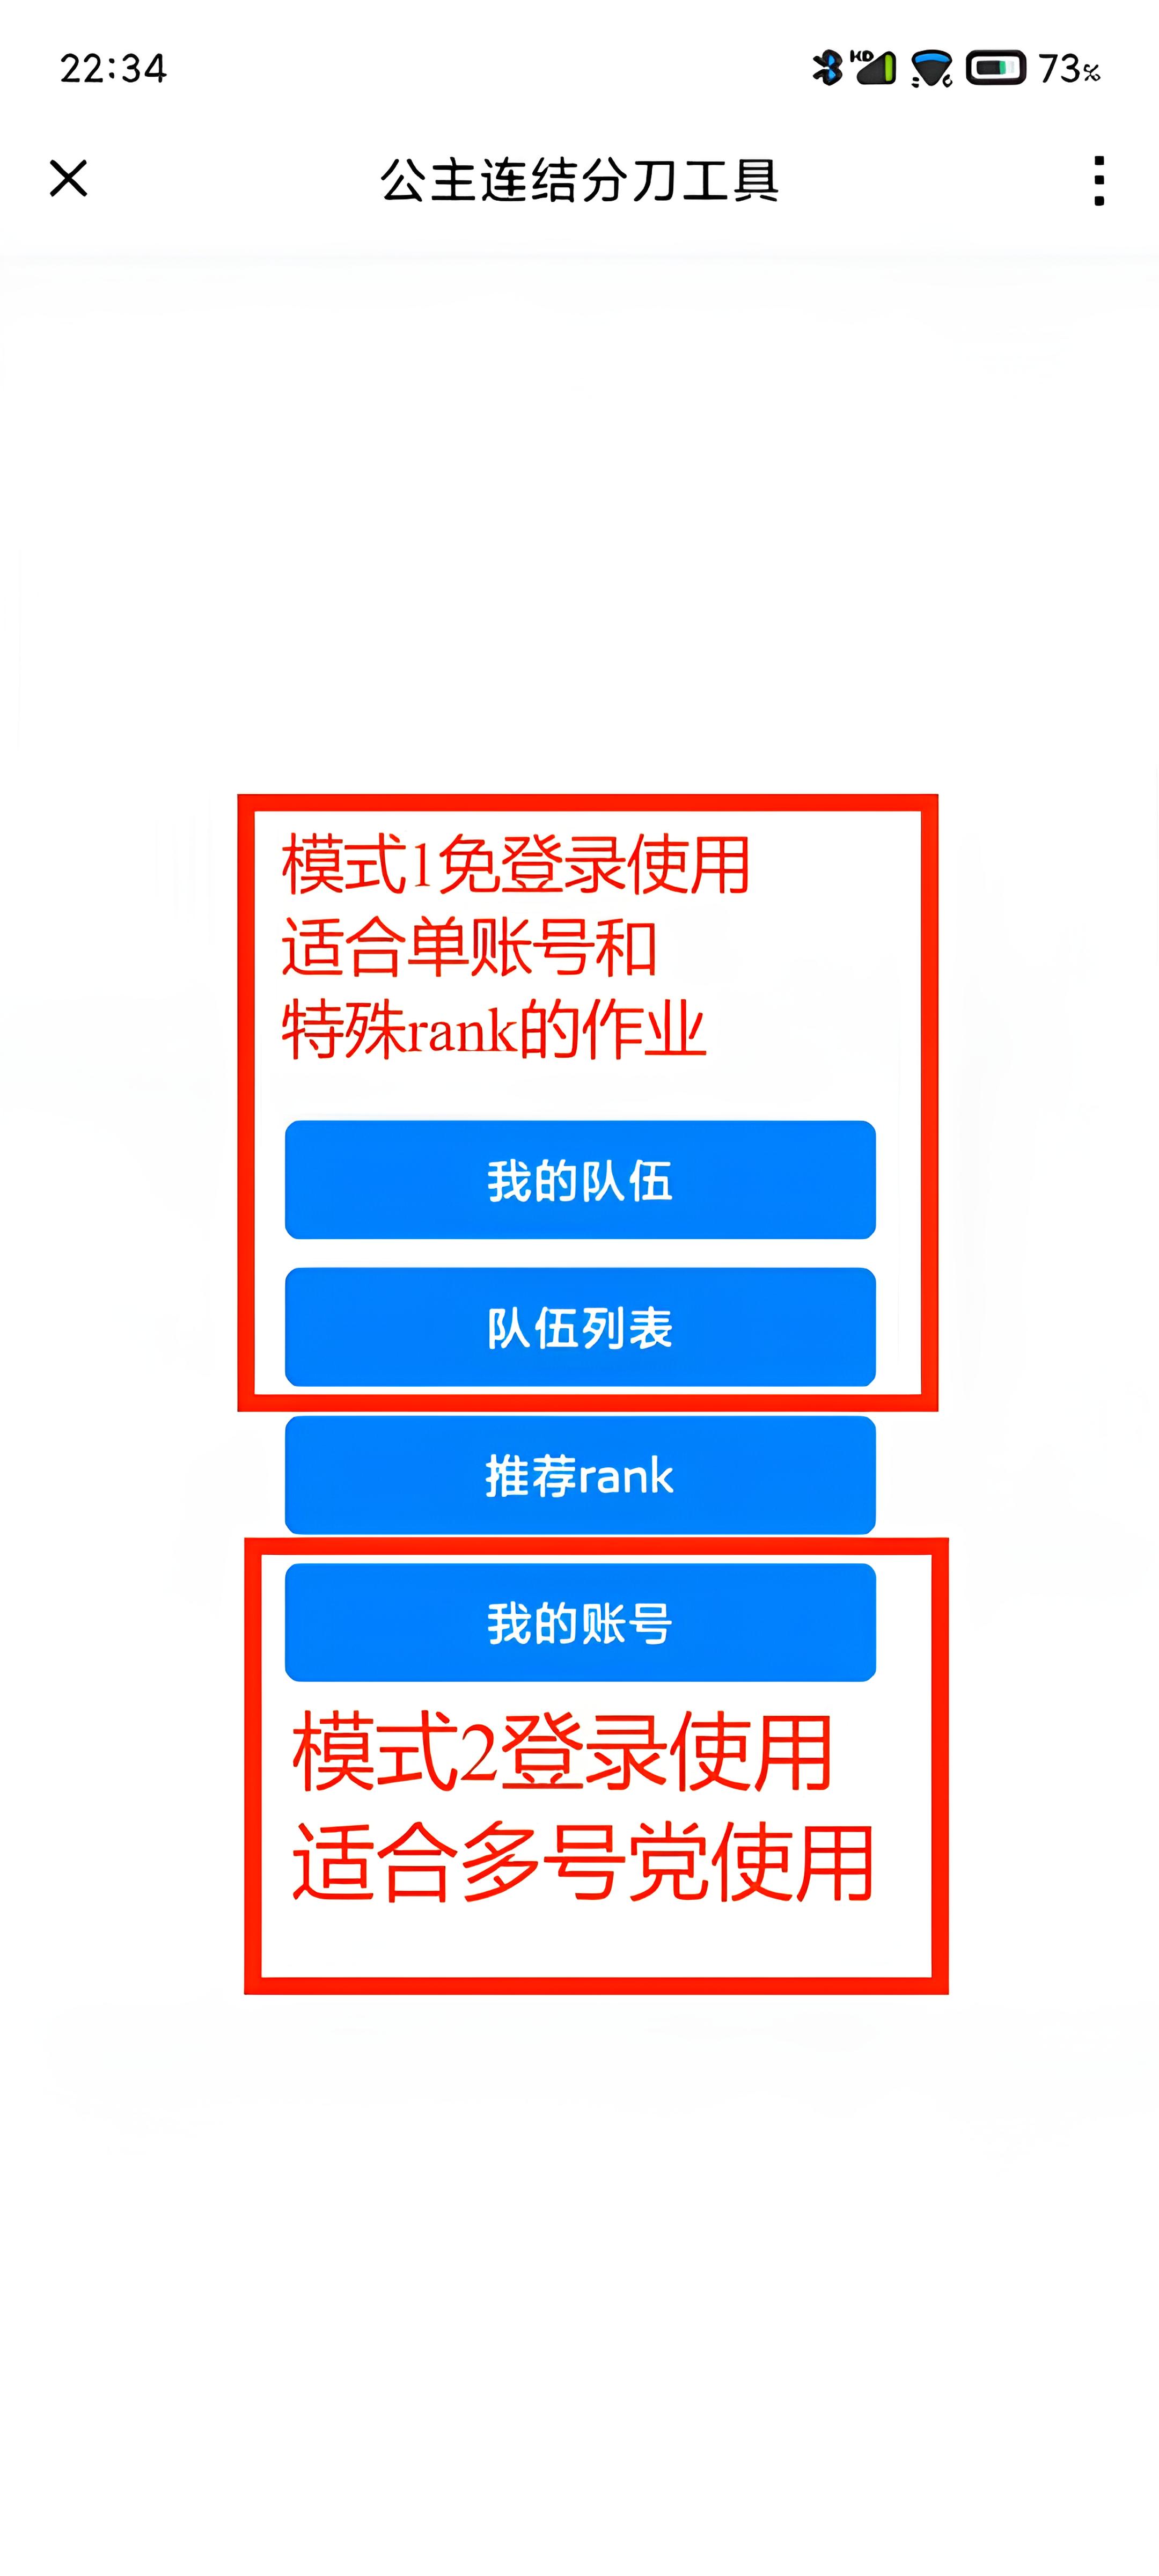 22:34
73%
公主连结分刀工具
模式1免登录使用
适合单账号和
特殊rank的作业
我的队伍
队伍列表
推荐rank
我的账号
模式2登录使用
适合多号党使用